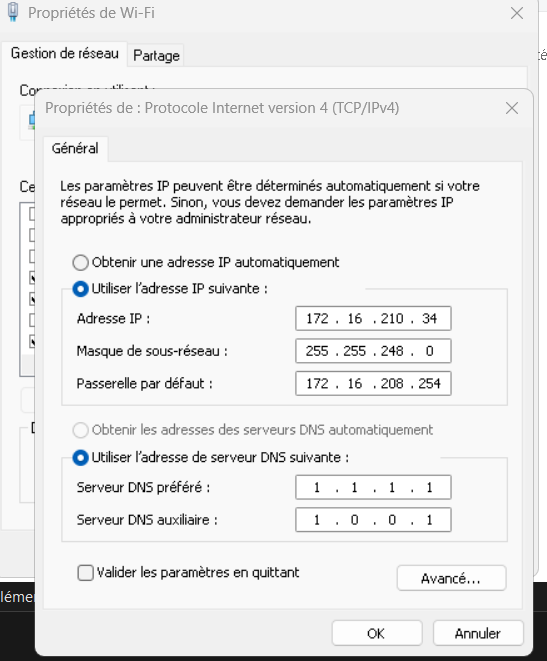 Propriétés de Wi-Fi
Gestion de réseau
Partage
Propriétés de : Protocole Internet version 4 (TCP/IPv4)
Général
Les paramètres IP peuvent être déterminés automatiquement si votre
réseau le permet. Sinon, vous devez demander les paramètres IP
appropriés à votre administrateur réseau.
Obtenir une adresse IP automatiquement
Utiliser l'adresse IP suivante :
Adresse IP :
172 . 16 . 210 . 34
Masque de sous-réseau :
255 . 255 . 248 . 0
Passerelle par défaut :
172 . 16 . 208 . 254
Obtenir les adresses des serveurs DNS automatiquement
Utiliser l'adresse de serveur DNS suivante :
Serveur DNS préféré :
1 . 1 . 1 . 1
Serveur DNS auxiliaire :
1 . 0 . 0 . 1
Valider les paramètres en quittant
Avancé...
OK
Annuler